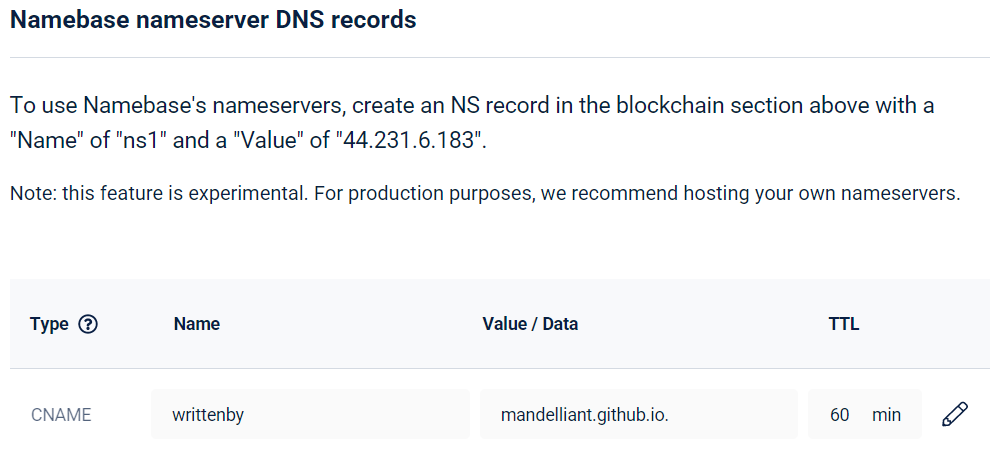 Namebase nameserver DNS records
To use Namebase's nameservers, create an NS record in the blockchain section above with a
"Name" of "ns1" and a "Value" of "44.231.6.183".
Note: this feature is experimental. For production purposes, we recommend hosting your own nameservers.
Type ? Name Value / Data TTL
CNAME writtenby mandelliant.github.io. 60 min